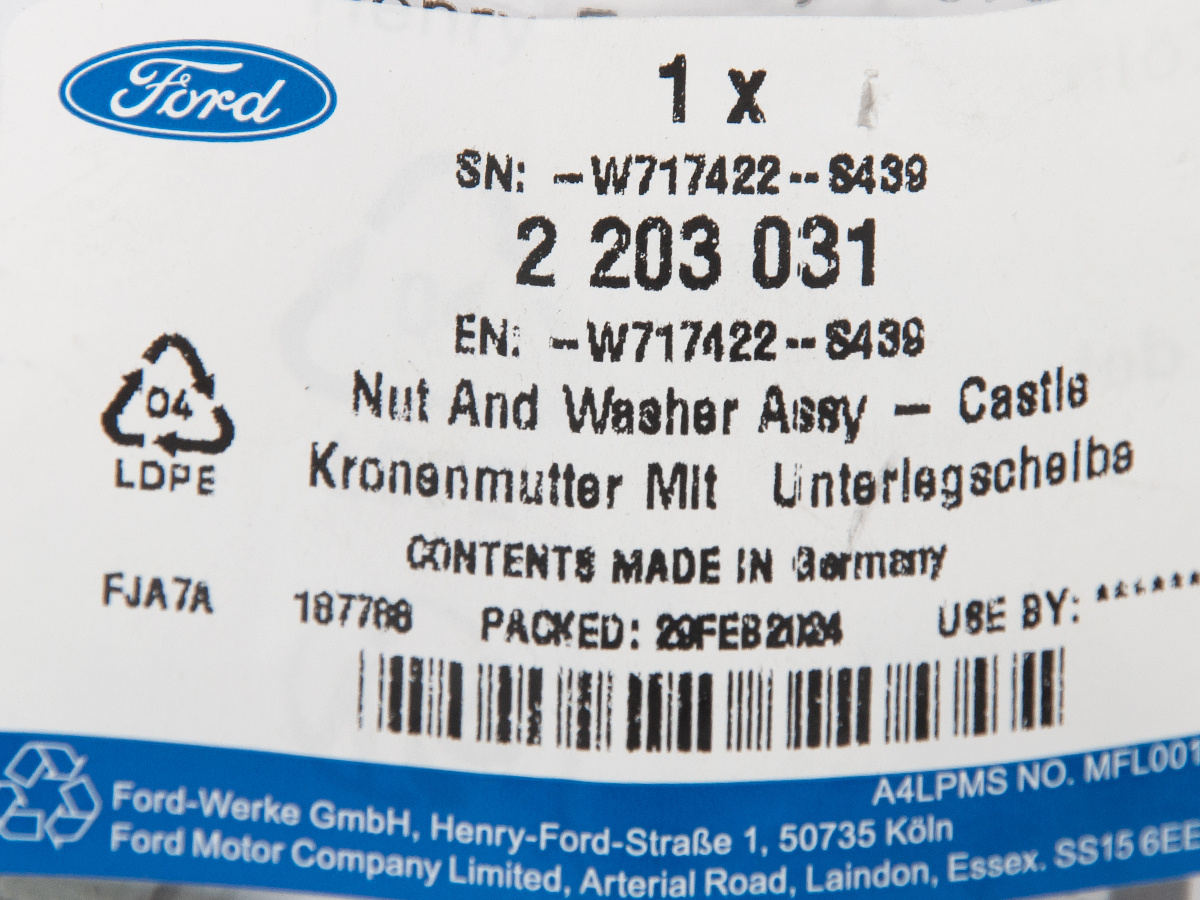 Ford
1 x
SN: -W717422--S439
2 203 031
EN: -W717422--S439
Nut And Washer Assy - Castle
Kronenmutter Mit Unterlegscheibe
04
LDPE
CONTENTS MADE IN Germany
FJA7A 187788 PACKED: 29FEB2024 USE BY: *******
A4LPMS NO. MFL001
Ford-Werke GmbH, Henry-Ford-Straße 1, 50735 Köln
Ford Motor Company Limited, Arterial Road, Laindon, Essex. SS15 6EE